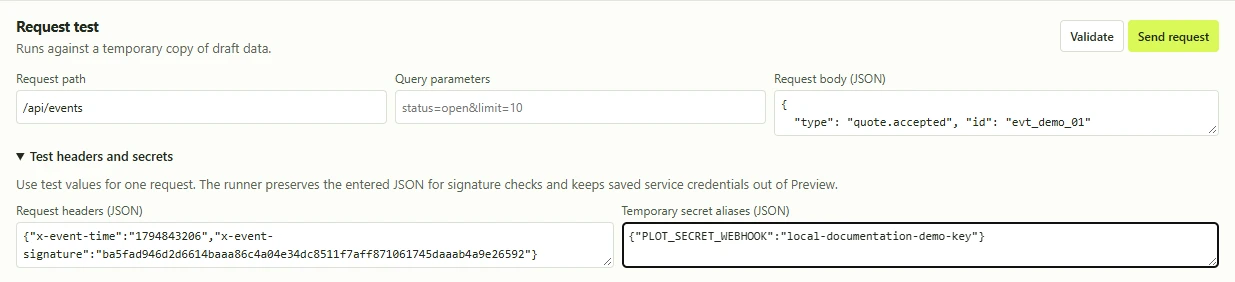 Request test
Runs against a temporary copy of draft data.
Validate
Send request
Request path
/api/events
Query parameters
status=open&limit=10
Request body (JSON)
{
"type": "quote.accepted", "id": "evt_demo_01"
▼ Test headers and secrets
Use test values for one request. The runner preserves the entered JSON for signature checks and keeps saved service credentials out of Preview.
Request headers (JSON)
{"x-event-time":"1794843206","x-event-
signature":"ba5fad946d2d6614baaa86c4a04e34dc8511f7aff871061745daaab4a9e26592"}
Temporary secret aliases (JSON)
{"PLOT_SECRET_WEBHOOK":"local-documentation-demo-key"}